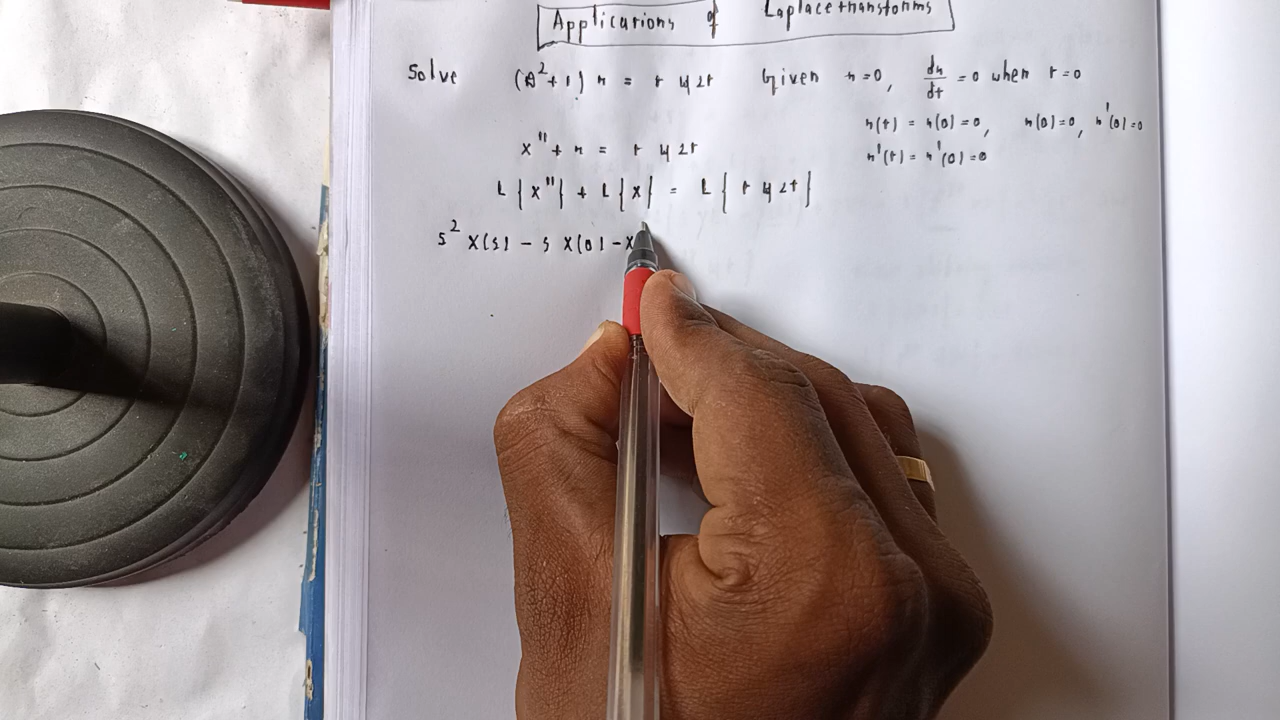 Applications of Laplace transforms
Solve (D² + 1) x = t cos 2t Given x = 0, dx/dt = 0 when t = 0
x(t) = x(0) = 0, x(0) = 0, x'(0) = 0
x'(t) = x'(0) = 0
x" + x = t cos 2t
L { x" } + L { x } = L { t cos 2t }
s² X(s) - s x(0) - x